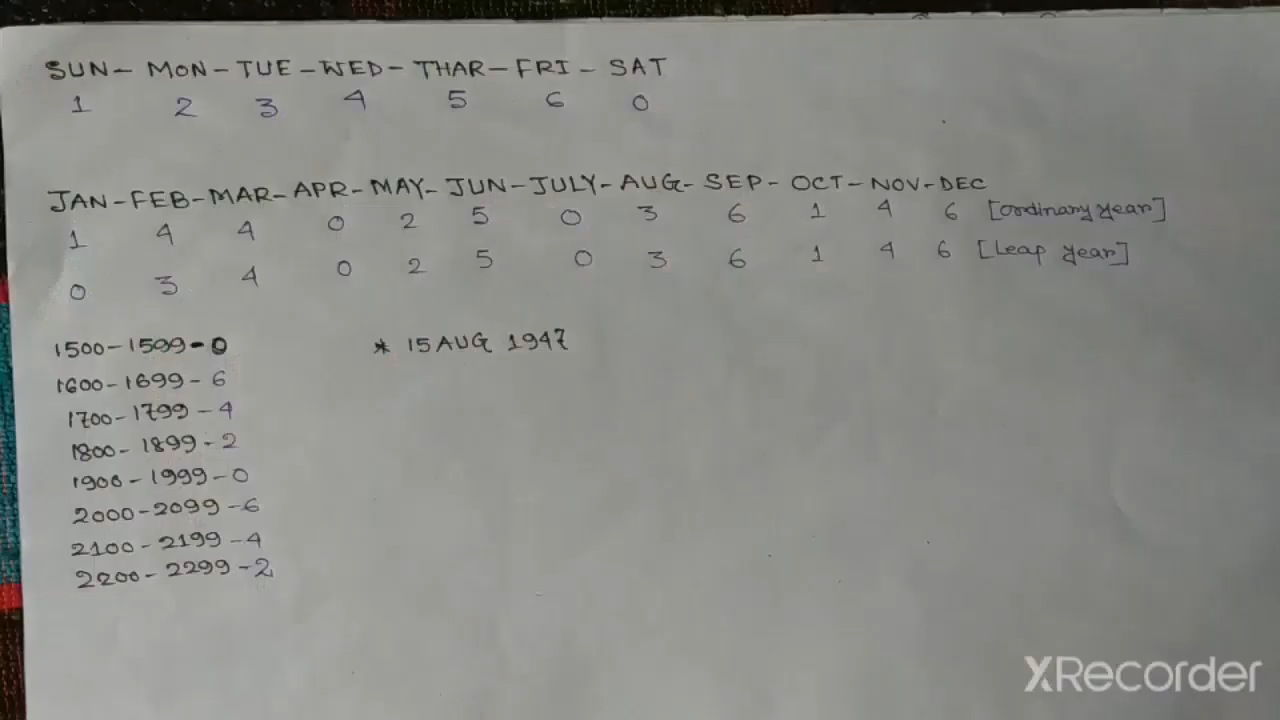 SUN- MON-TUE-WED-THAR-FRI-SAT
1 2 3 4 5 6 0
JAN-FEB-MAR-APR-MAY-JUN-JULY-AUG-SEP-OCT-NOV-DEC
1 4 4 0 2 5 0 3 6 1 4 6 [ordinary year]
0 3 4 0 2 5 0 3 6 1 4 6 [Leap year]
1500-1599-0
* 15 AUG 1947
1600-1699-6
1700-1799-4
1800-1899-2
1900-1999-0
2000-2099-6
2100-2199-4
2200-2299-2
XRecorder